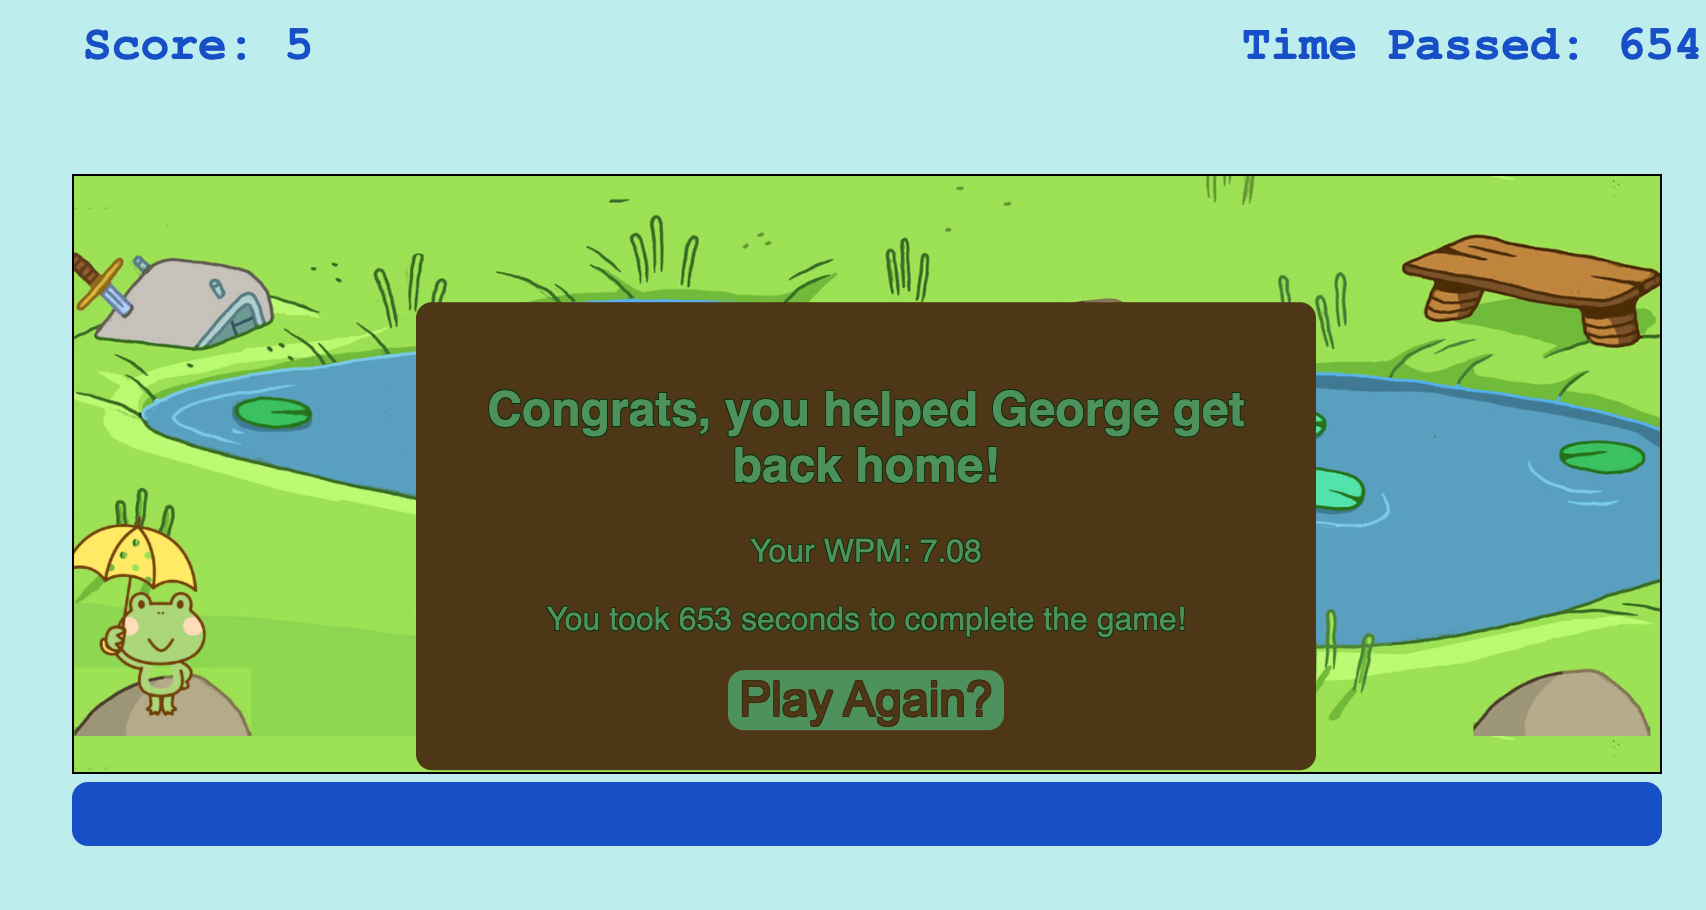 Score: 5
Time Passed: 654
Congrats, you helped George get
back home!
Your WPM: 7.08
You took 653 seconds to complete the game!
Play Again?